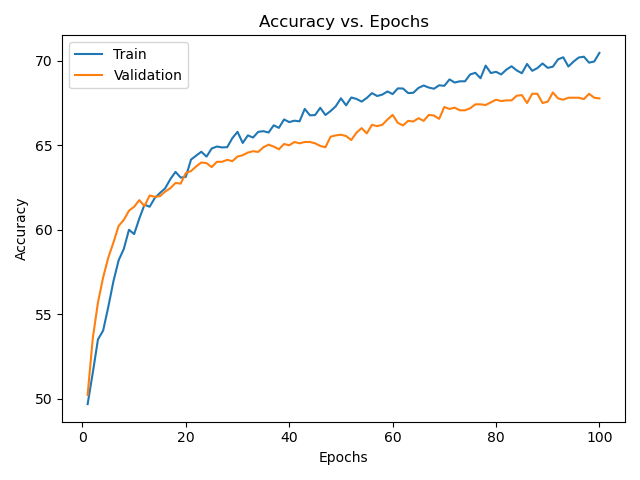 Accuracy vs. Epochs
Train
Validation
70
65
60
55
50
Accuracy
0 20 40 60 80 100
Epochs